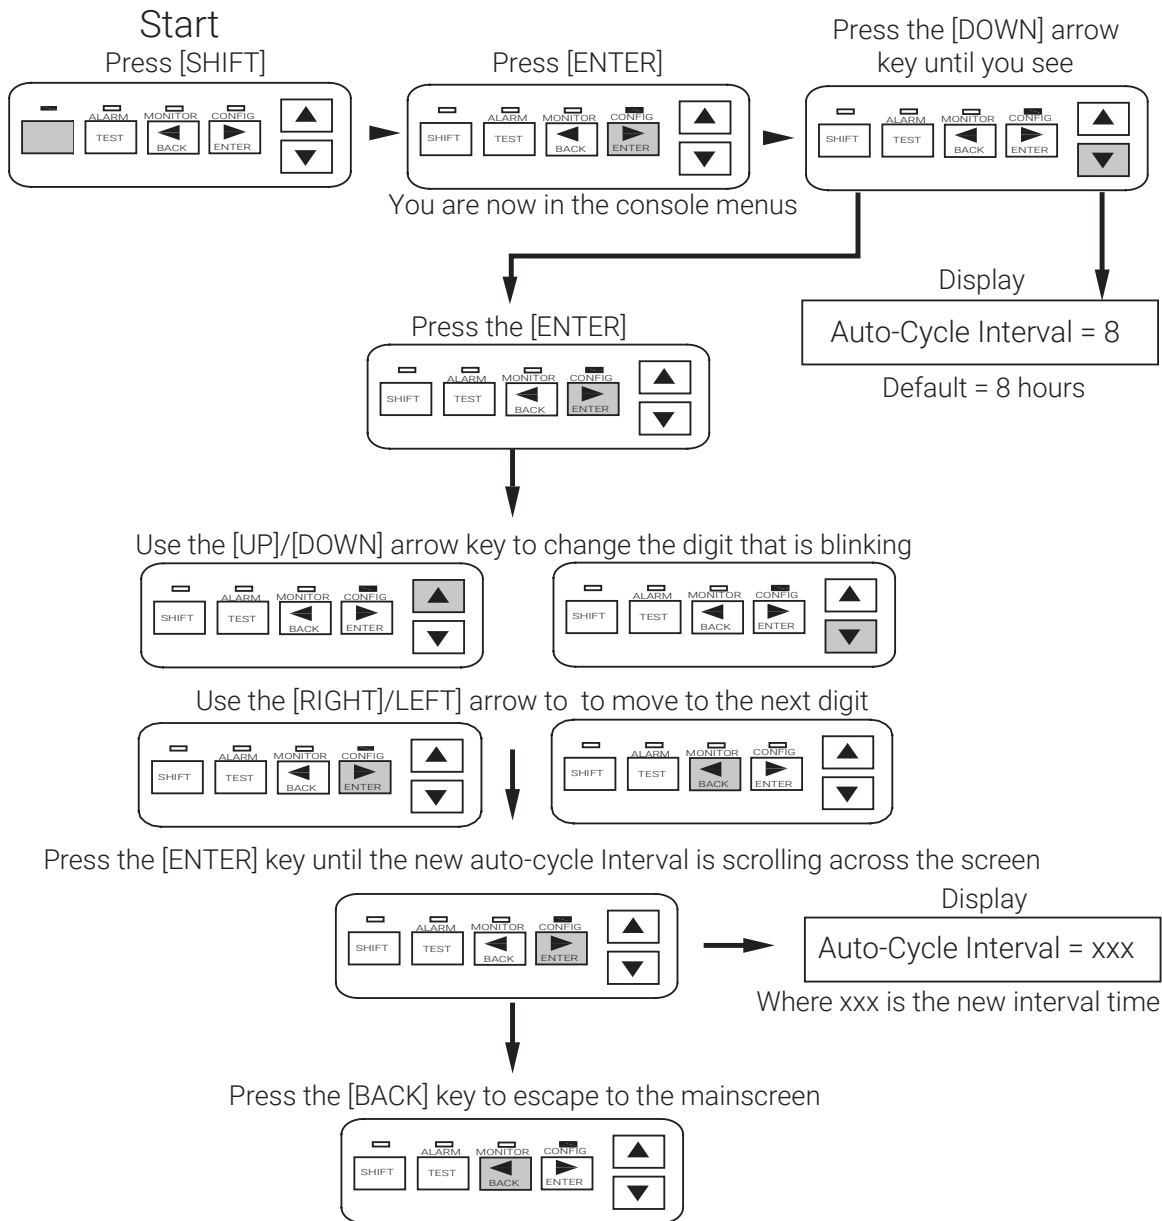 Start
Press [SHIFT]
ALARM MONITOR CONFIG
TEST BACK ENTER
Press [ENTER]
ALARM MONITOR CONFIG
SHIFT TEST BACK ENTER
You are now in the console menus
Press the [DOWN] arrow
key until you see
ALARM MONITOR CONFIG
SHIFT TEST BACK ENTER
Display
Auto-Cycle Interval = 8
Default = 8 hours
Press the [ENTER]
ALARM MONITOR CONFIG
SHIFT TEST BACK ENTER
Use the [UP]/[DOWN] arrow key to change the digit that is blinking
ALARM MONITOR CONFIG
SHIFT TEST BACK ENTER
ALARM MONITOR CONFIG
SHIFT TEST BACK ENTER
Use the [RIGHT]/LEFT] arrow to to move to the next digit
ALARM MONITOR CONFIG
SHIFT TEST BACK ENTER
ALARM MONITOR CONFIG
SHIFT TEST BACK ENTER
Press the [ENTER] key until the new auto-cycle Interval is scrolling across the screen
ALARM MONITOR CONFIG
SHIFT TEST BACK ENTER
Display
Auto-Cycle Interval = xxx
Where xxx is the new interval time
Press the [BACK] key to escape to the mainscreen
ALARM MONITOR CONFIG
SHIFT TEST BACK ENTER